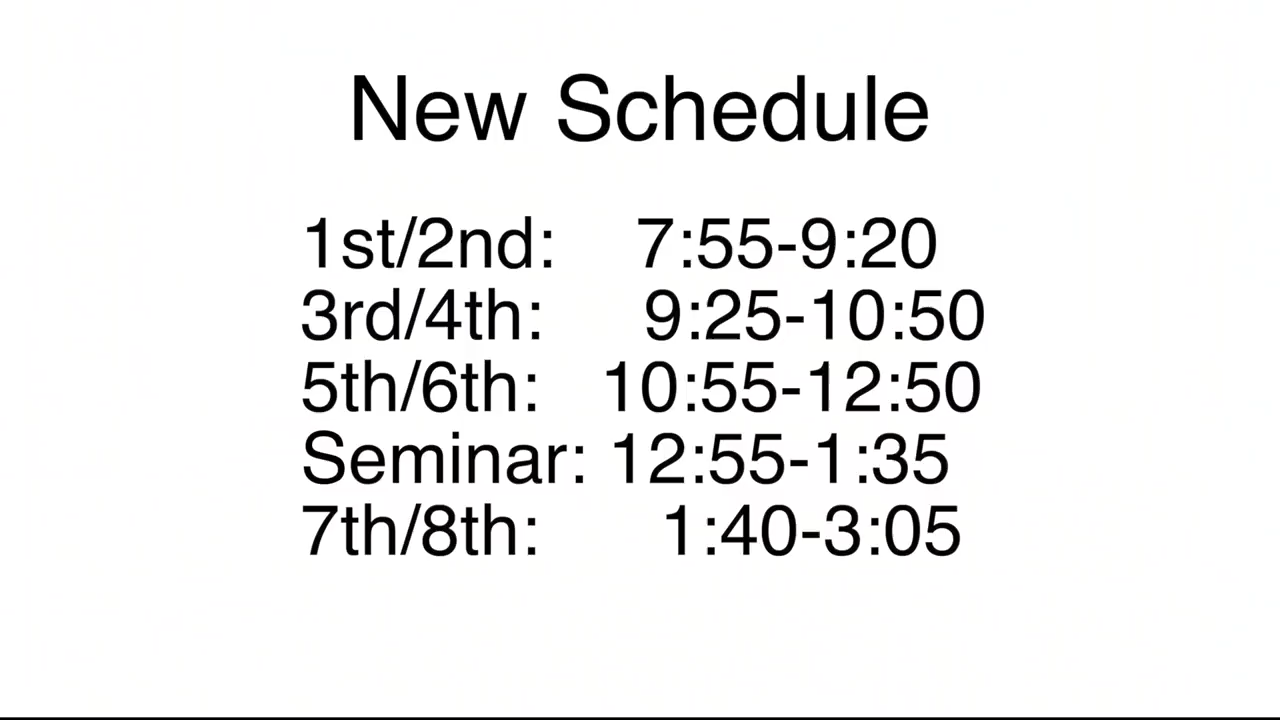 New Schedule
1st/2nd: 7:55-9:20
3rd/4th: 9:25-10:50
5th/6th: 10:55-12:50
Seminar: 12:55-1:35
7th/8th: 1:40-3:05